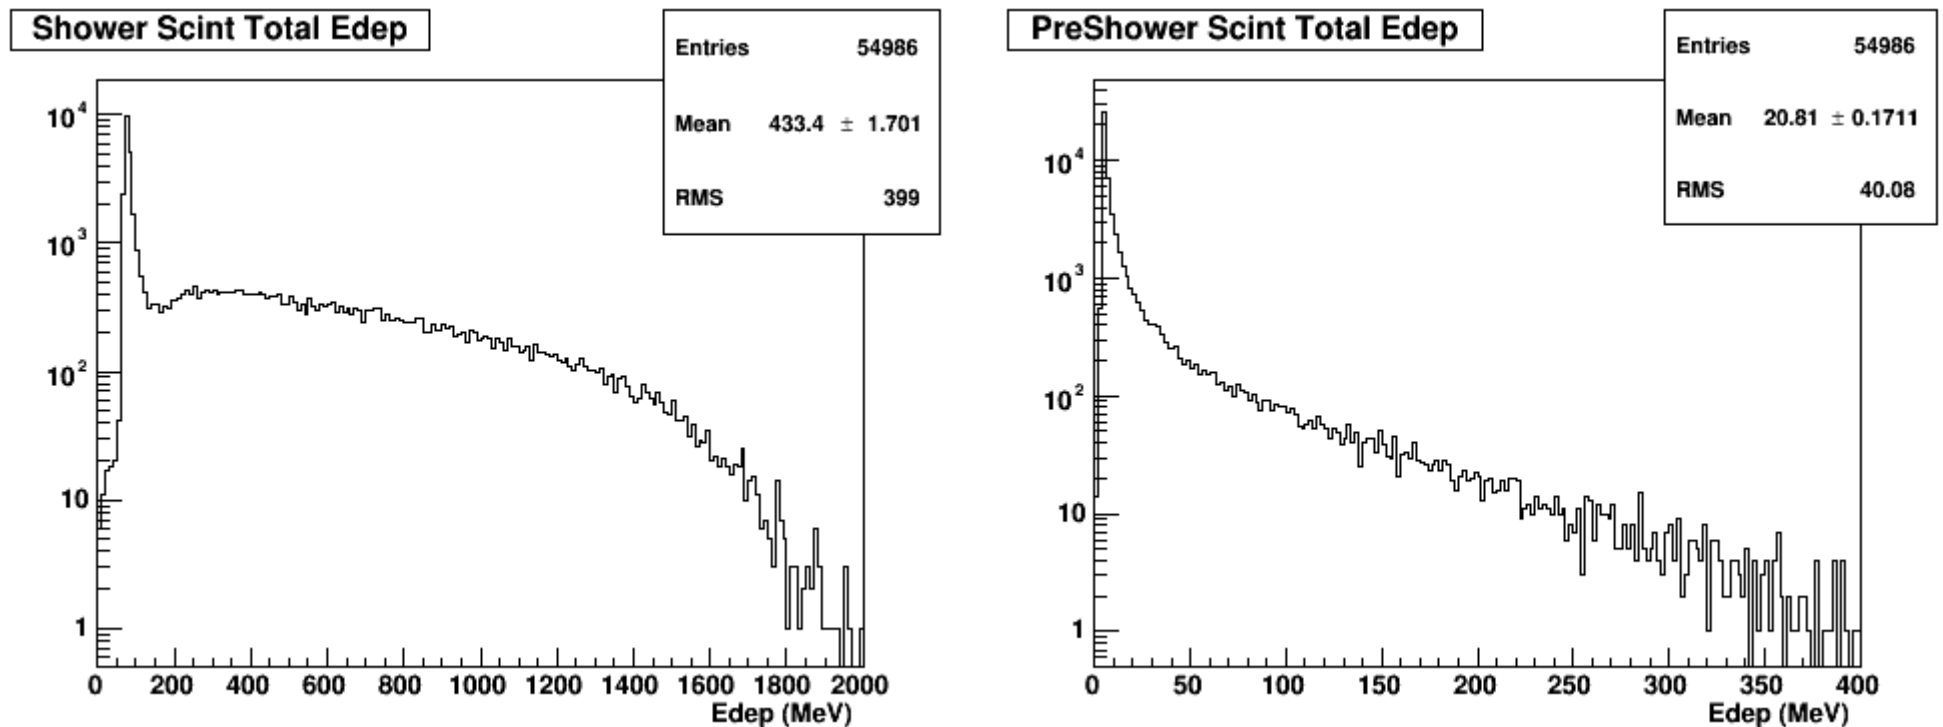 Shower Scint Total Edep
Entries 54986
Mean 433.4 ± 1.701
RMS 399
10^4
10^3
10^2
10
1
0 200 400 600 800 1000 1200 1400 1600 1800 2000
Edep (MeV)
PreShower Scint Total Edep
Entries 54986
Mean 20.81 ± 0.1711
RMS 40.08
10^4
10^3
10^2
10
1
0 50 100 150 200 250 300 350 400
Edep (MeV)